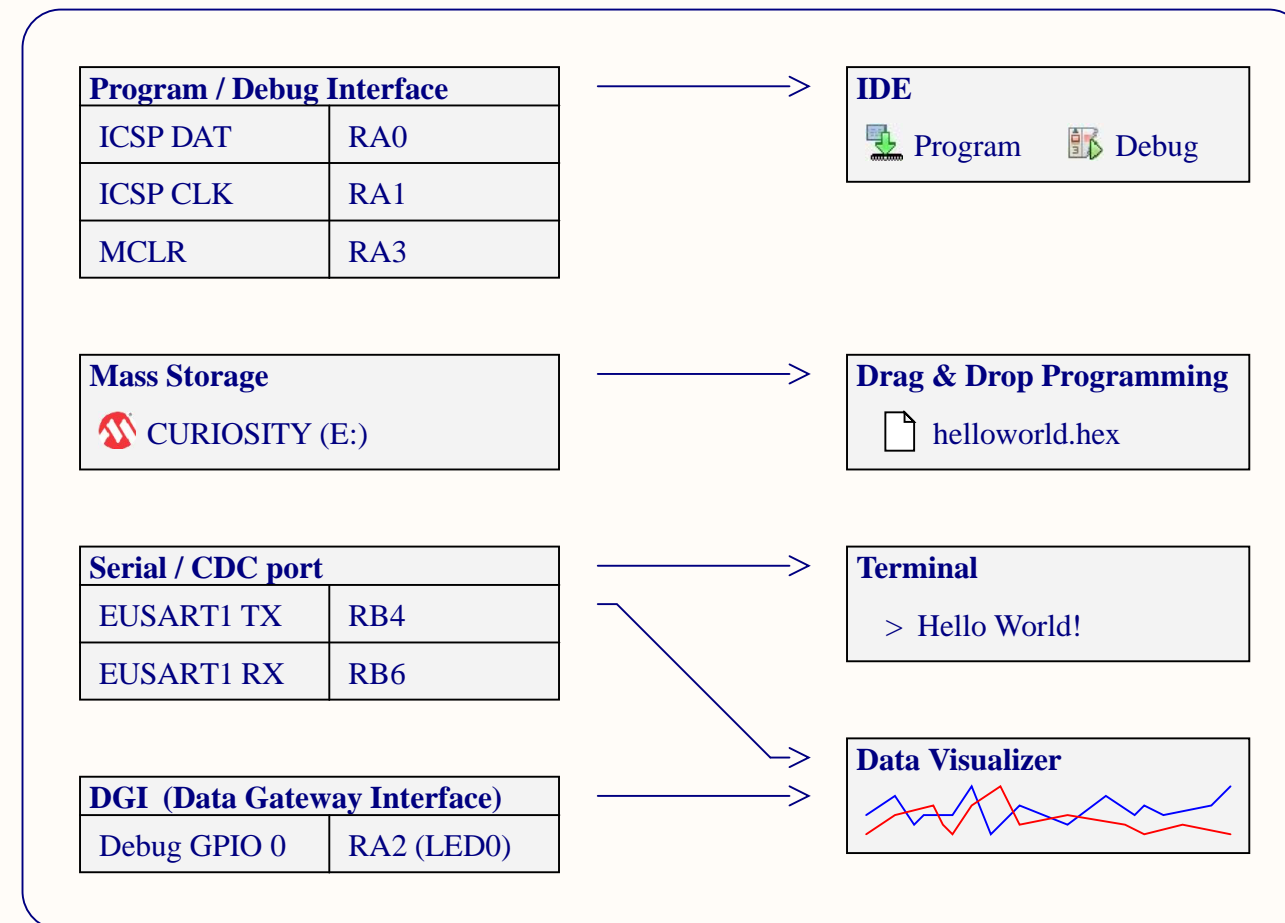 Program / Debug Interface
ICSP DAT RA0
ICSP CLK RA1
MCLR RA3
IDE
Program Debug
Mass Storage
CURIOSITY (E:)
Drag & Drop Programming
helloworld.hex
Serial / CDC port
EUSART1 TX RB4
EUSART1 RX RB6
Terminal
> Hello World!
DGI (Data Gateway Interface)
Debug GPIO 0 RA2 (LED0)
Data Visualizer